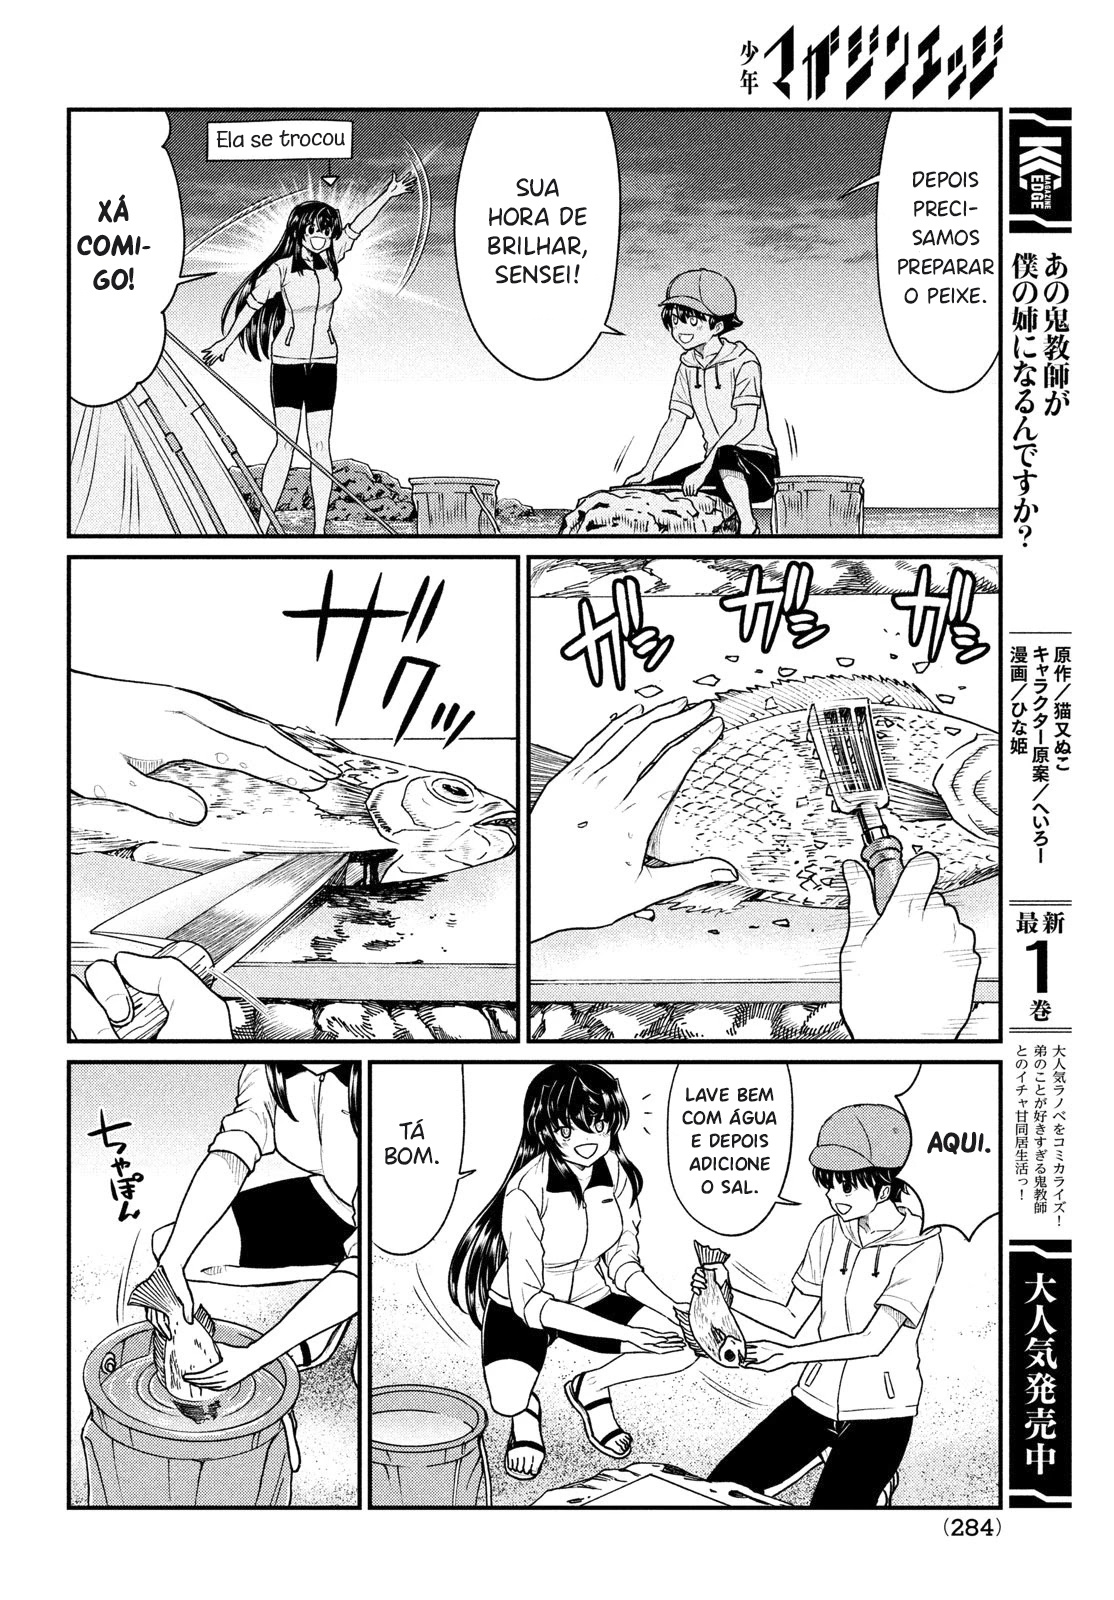 少年マガジンエッジ
DEPOIS
PRECI-
SAMOS
PREPARAR
O PEIXE.
SUA
HORA DE
BRILHAR,
SENSEI!
Ela se trocou
XÁ
COMI-
GO!
ガシ
ガシ
ガシ
ザクッ
AQUI.
LAVE BEM
COM ÁGUA
E DEPOIS
ADICIONE
O SAL.
TÁ
BOM.
ちゃぽん
K
MAGAZINE
EDGE
あの鬼教師が
僕の姉になるんですか?
原作/猫又ぬこ
キャラクター原案/へいろー
漫画/ひな姫
最新
1
巻
大人気ラノベをコミカライズ!
弟のことが好きすぎる鬼教師
とのイチャ甘同居生活っ!
大人気発売中
(284)